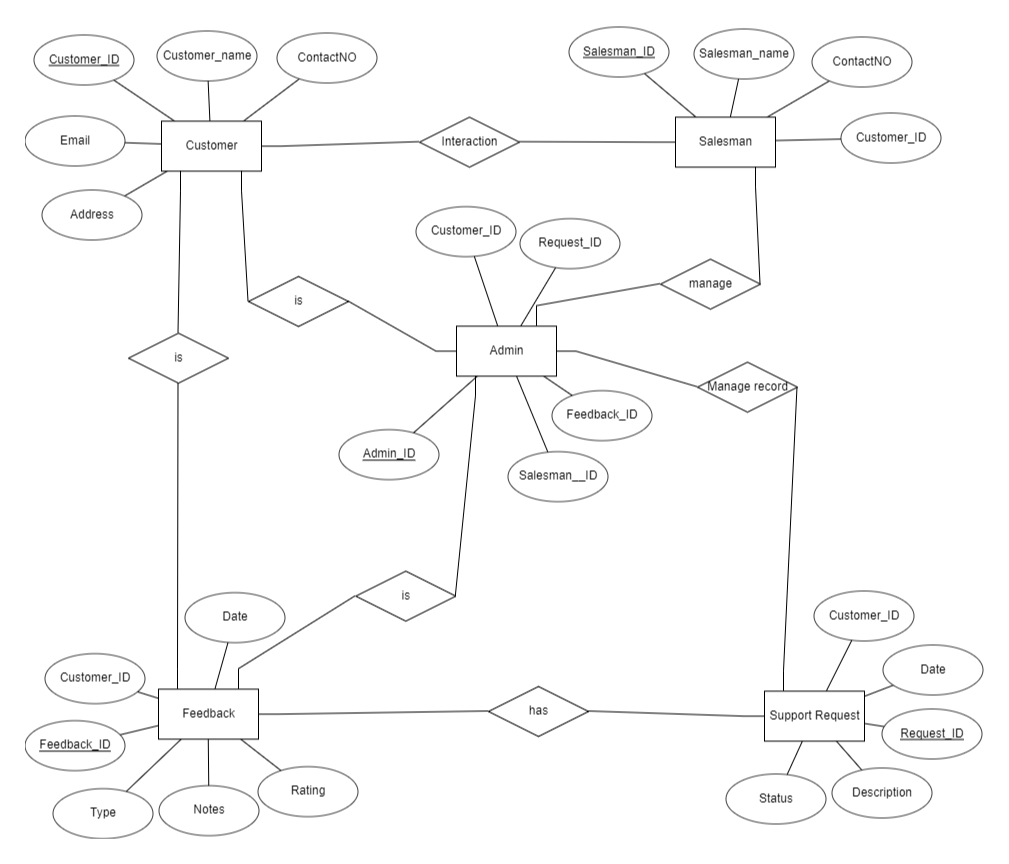 Customer_ID
Customer_name
ContactNO
Email
Customer
Address
Interaction
Salesman_ID
Salesman_name
ContactNO
Salesman
Customer_ID
Customer_ID
Request_ID
is
manage
is
Admin
Manage record
Feedback_ID
Admin_ID
Salesman__ID
is
Date
Customer_ID
Feedback
Feedback_ID
Type
Notes
Rating
has
Customer_ID
Date
Support Request
Request_ID
Status
Description